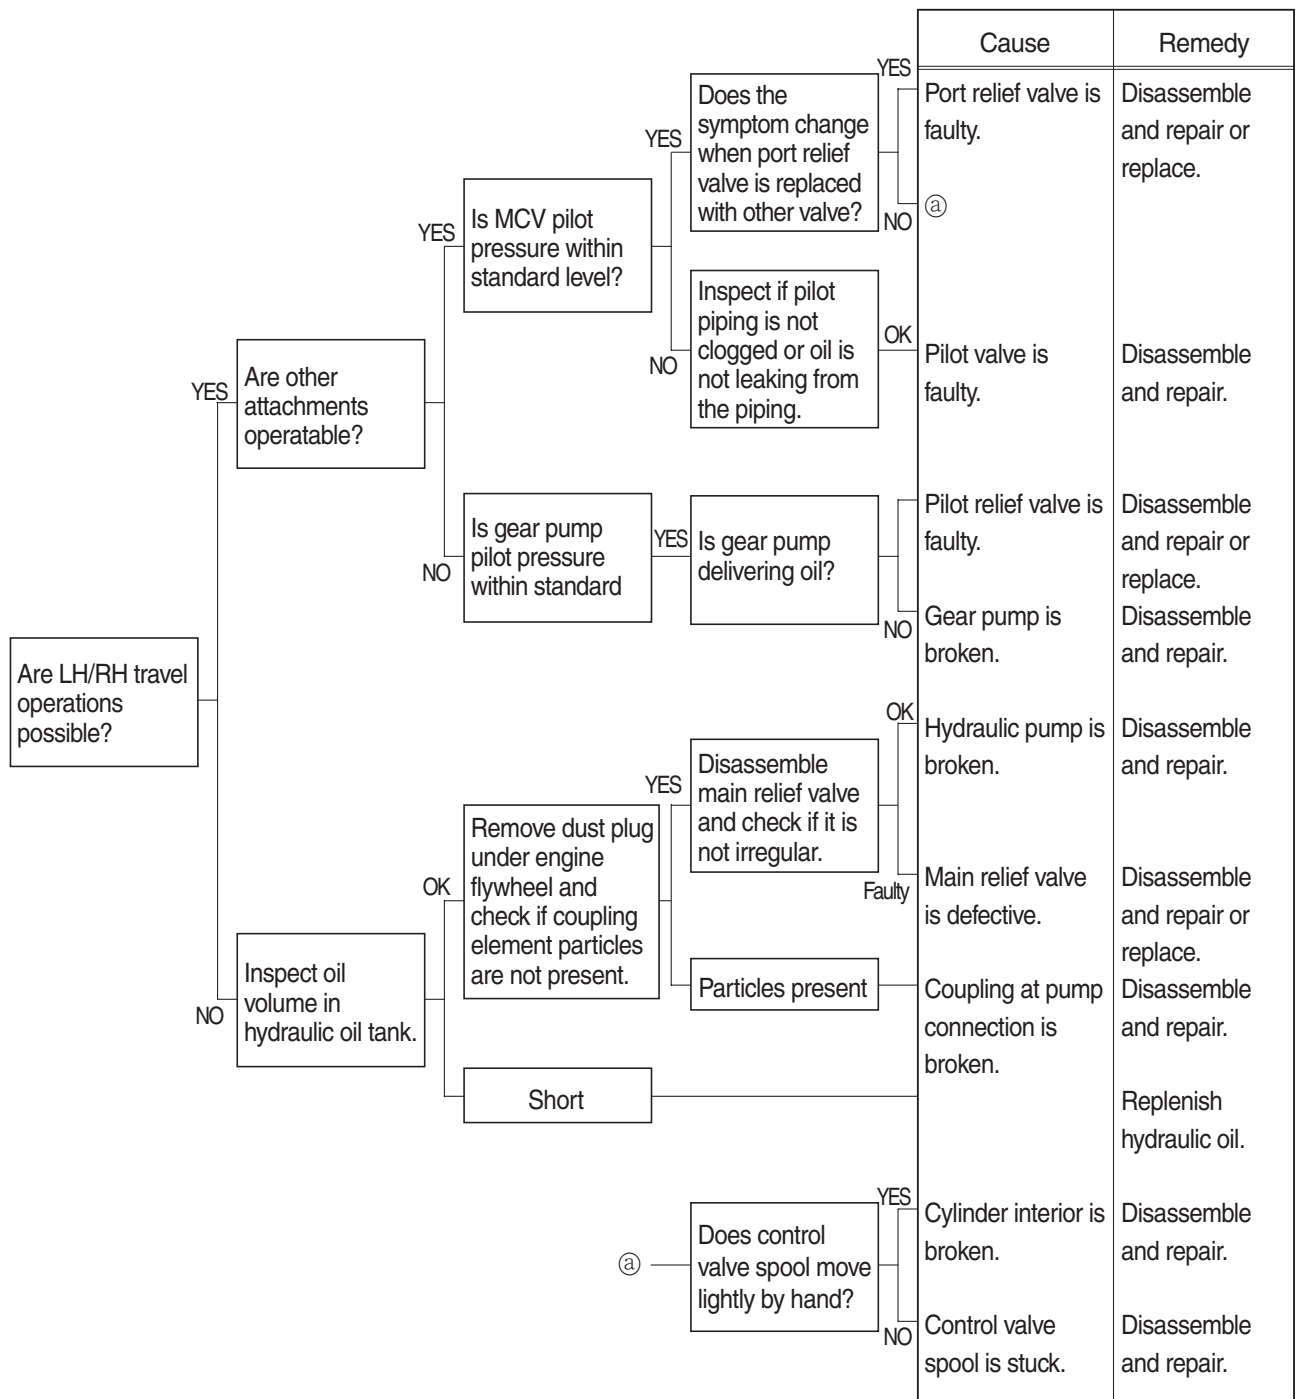 Cause
Remedy
YES
Does the
symptom change
when port relief
valve is replaced
with other valve?
Port relief valve is
faulty.
Disassemble
and repair or
replace.
YES
NO
ⓐ
YES
Is MCV pilot
pressure within
standard level?
Inspect if pilot
piping is not
clogged or oil is
not leaking from
the piping.
OK
NO
Pilot valve is
faulty.
Disassemble
and repair.
YES
Are other
attachments
operatable?
Is gear pump
pilot pressure
within standard
YES
NO
Is gear pump
delivering oil?
Pilot relief valve is
faulty.
Disassemble
and repair or
replace.
NO
Gear pump is
broken.
Disassemble
and repair.
Are LH/RH travel
operations
possible?
OK
Hydraulic pump is
broken.
Disassemble
and repair.
YES
Disassemble
main relief valve
and check if it is
not irregular.
Remove dust plug
under engine
flywheel and
check if coupling
element particles
are not present.
OK
Faulty
Main relief valve
is defective.
Disassemble
and repair or
replace.
NO
Inspect oil
volume in
hydraulic oil tank.
Particles present
Coupling at pump
connection is
broken.
Disassemble
and repair.
Short
Replenish
hydraulic oil.
ⓐ
Does control
valve spool move
lightly by hand?
YES
Cylinder interior is
broken.
Disassemble
and repair.
NO
Control valve
spool is stuck.
Disassemble
and repair.